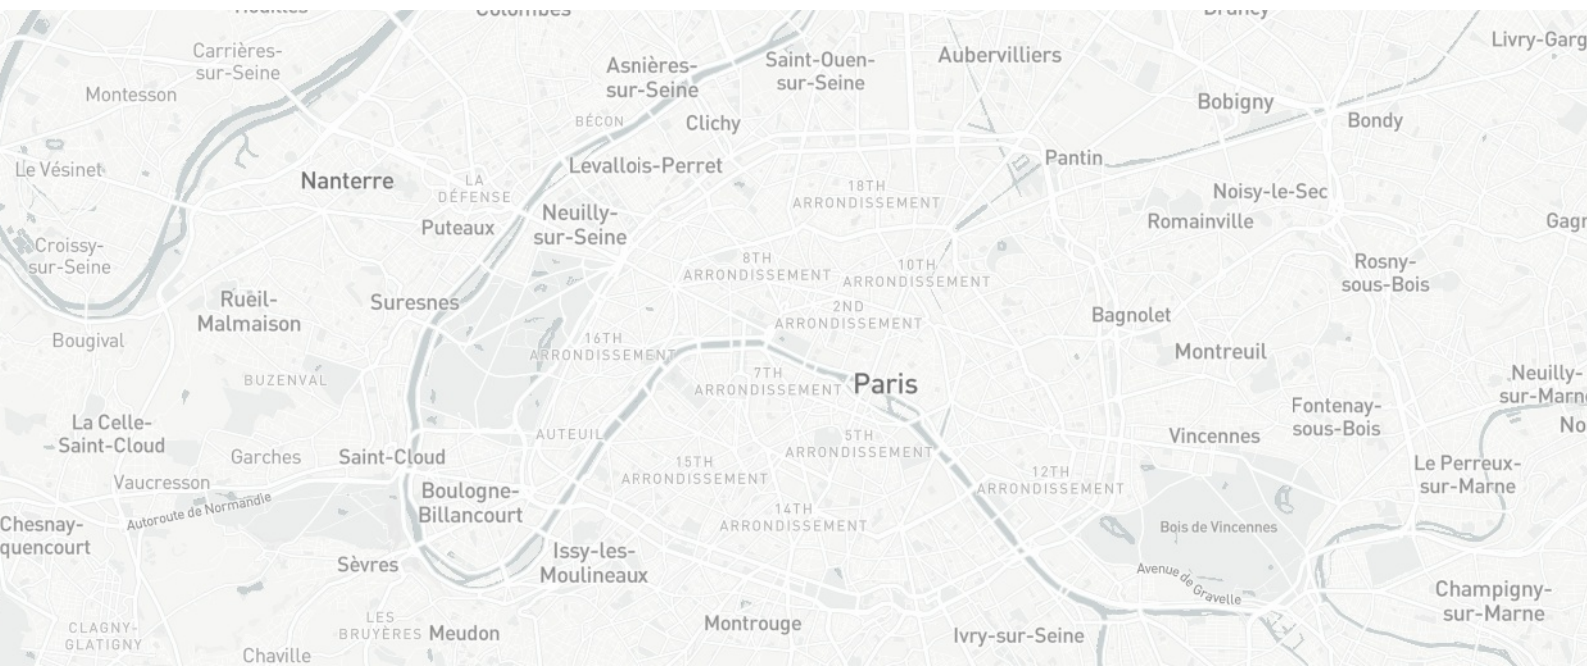 Colombes
Drancy
Carrières-
sur-Seine
Montesson
Asnières-
sur-Seine
Saint-Ouen-
sur-Seine
Aubervilliers
Livry-Garg
BÉCON
Clichy
Bobigny
Bondy
Le Vésinet
Nanterre
LA
DÉFENSE
Levallois-Perret
Pantin
18TH
ARRONDISSEMENT
Noisy-le-Sec
Romainville
Puteaux
Neuilly-
sur-Seine
Gagn
Croissy-
sur-Seine
8TH
ARRONDISSEMENT
10TH
ARRONDISSEMENT
Rosny-
sous-Bois
Rueil-
Malmaison
Suresnes
2ND
ARRONDISSEMENT
Bagnolet
Bougival
16TH
ARRONDISSEMENT
Montreuil
BUZENVAL
7TH
ARRONDISSEMENT
Paris
Neuilly-
sur-Marne
La Celle-
Saint-Cloud
Fontenay-
sous-Bois
No
AUTEUIL
5TH
ARRONDISSEMENT
Vincennes
Garches
Saint-Cloud
15TH
ARRONDISSEMENT
12TH
ARRONDISSEMENT
Le Perreux-
sur-Marne
Vaucresson
Autoroute de Normandie
Boulogne-
Billancourt
14TH
ARRONDISSEMENT
Bois de Vincennes
Chesnay-
quencourt
Sèvres
Issy-les-
Moulineaux
Avenue de Gravelle
Champigny-
sur-Marne
CLAGNY-
GLATIGNY
LES
BRUYÈRES
Meudon
Montrouge
Ivry-sur-Seine
Chaville